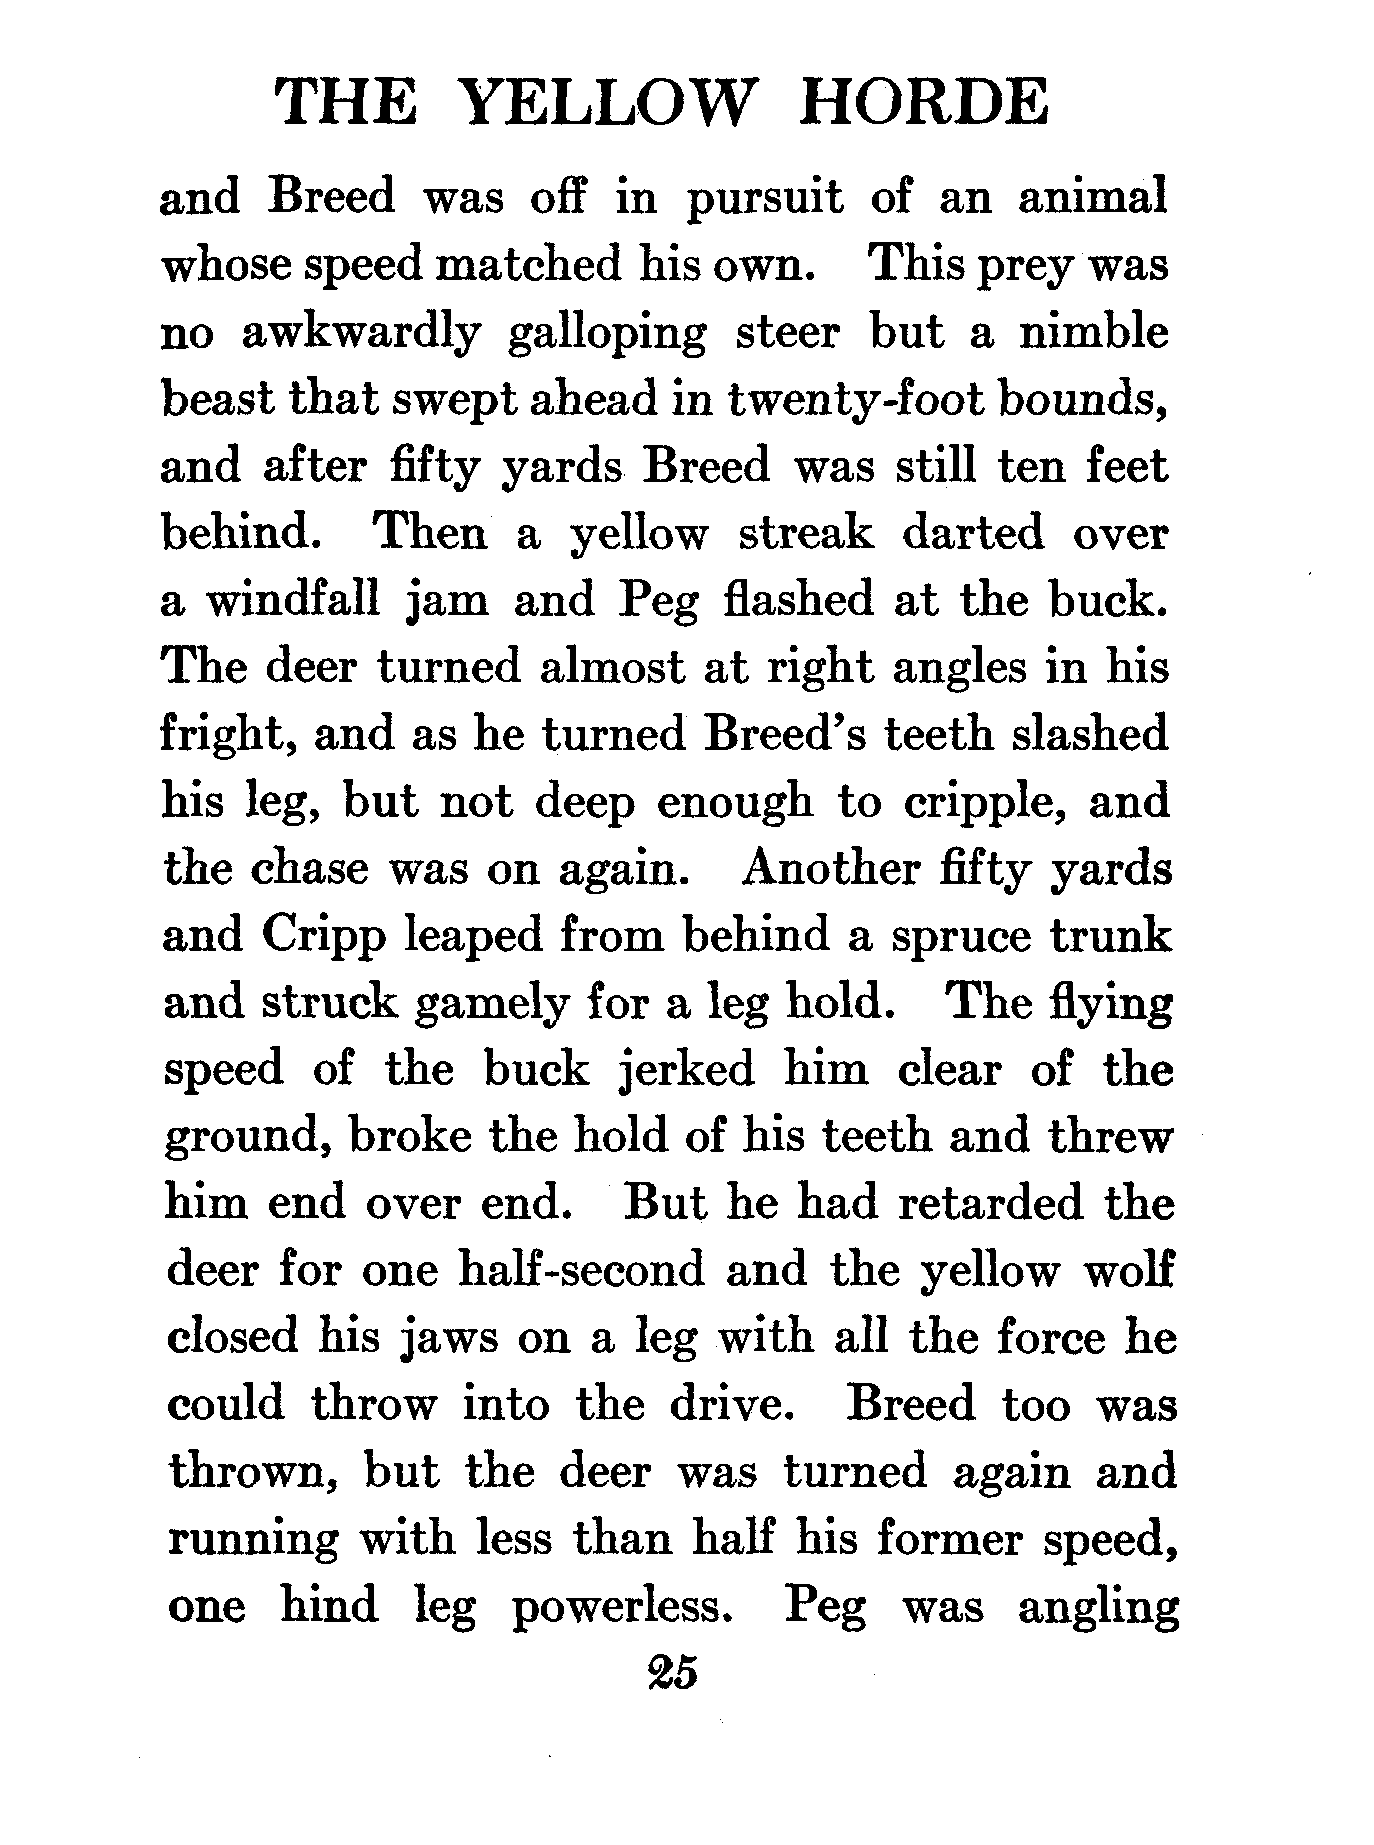 THE YELLOW HORDE
and Breed was off in pursuit of an animal
whose speed matched his own. This prey was
no awkwardly galloping steer but a nimble
beast that swept ahead in twenty-foot bounds,
and after fifty yards Breed was still ten feet
behind. Then a yellow streak darted over
a windfall jam and Peg flashed at the buck.
The deer turned almost at right angles in his
fright, and as he turned Breed's teeth slashed
his leg, but not deep enough to cripple, and
the chase was on again. Another fifty yards
and Cripp leaped from behind a spruce trunk
and struck gamely for a leg hold. The flying
speed of the buck jerked him clear of the
ground, broke the hold of his teeth and threw
him end over end. But he had retarded the
deer for one half-second and the yellow wolf
closed his jaws on a leg with all the force he
could throw into the drive. Breed too was
thrown, but the deer was turned again and
running with less than half his former speed,
one hind leg powerless. Peg was angling
25